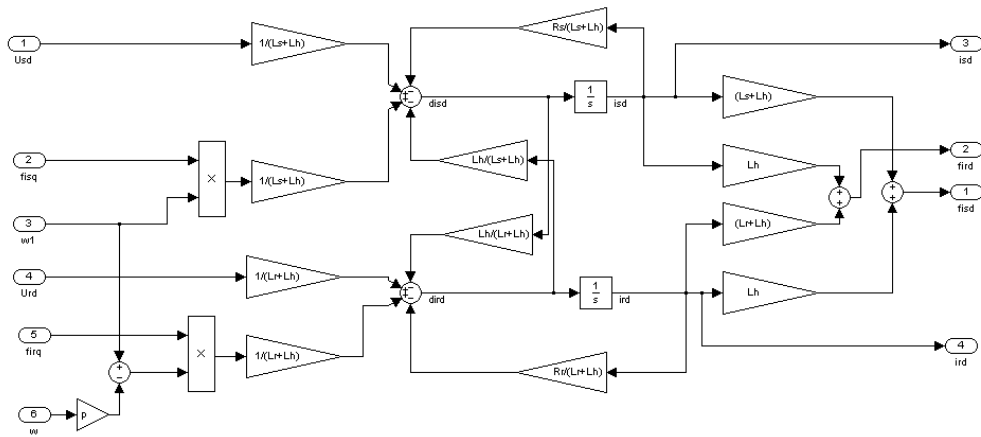 1
Usd
1/(Ls+Lh)
Rs/(Ls+Lh)
3
isd
+
-
-
+
disd
1
s
isd
(Ls+Lh)
2
fisq
×
1/(Ls+Lh)
Lh/(Ls+Lh)
Lh
2
fird
+
+
+
+
1
fisd
3
w1
Lh/(Lr+Lh)
(Lr+Lh)
4
Urd
1/(Lr+Lh)
+
-
-
+
dird
1
s
ird
Lh
5
firq
×
1/(Lr+Lh)
Rr/(Lr+Lh)
4
ird
+
-
6
w
p